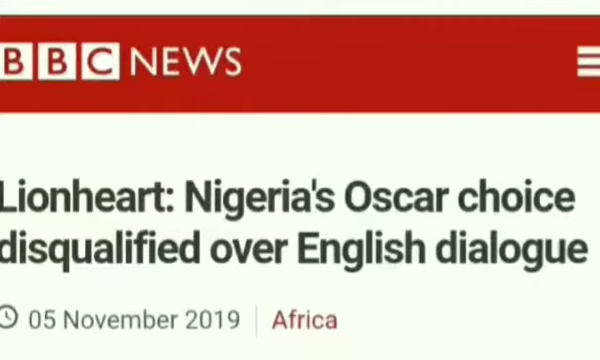 BBC NEWS
Lionheart: Nigeria's Oscar choice
disqualified over English dialogue
05 November 2019 Africa